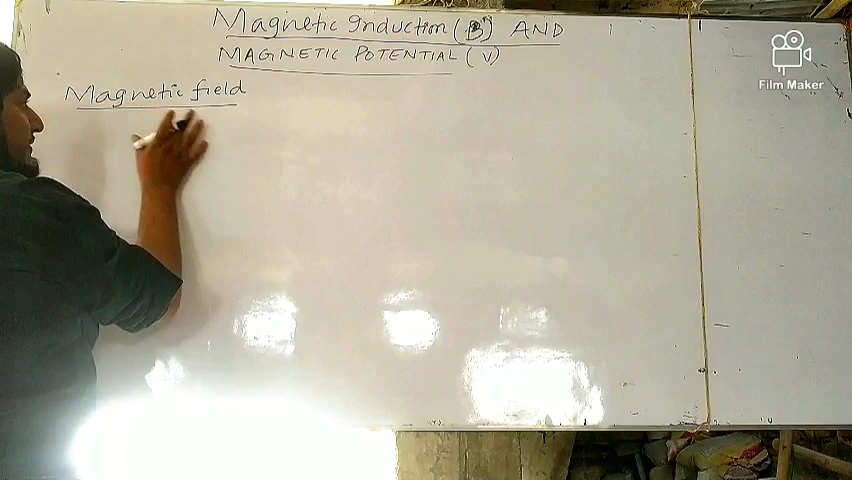 Magnetic Induction (B) AND
MAGNETIC POTENTIAL (V)
Magnetic field
Film Maker